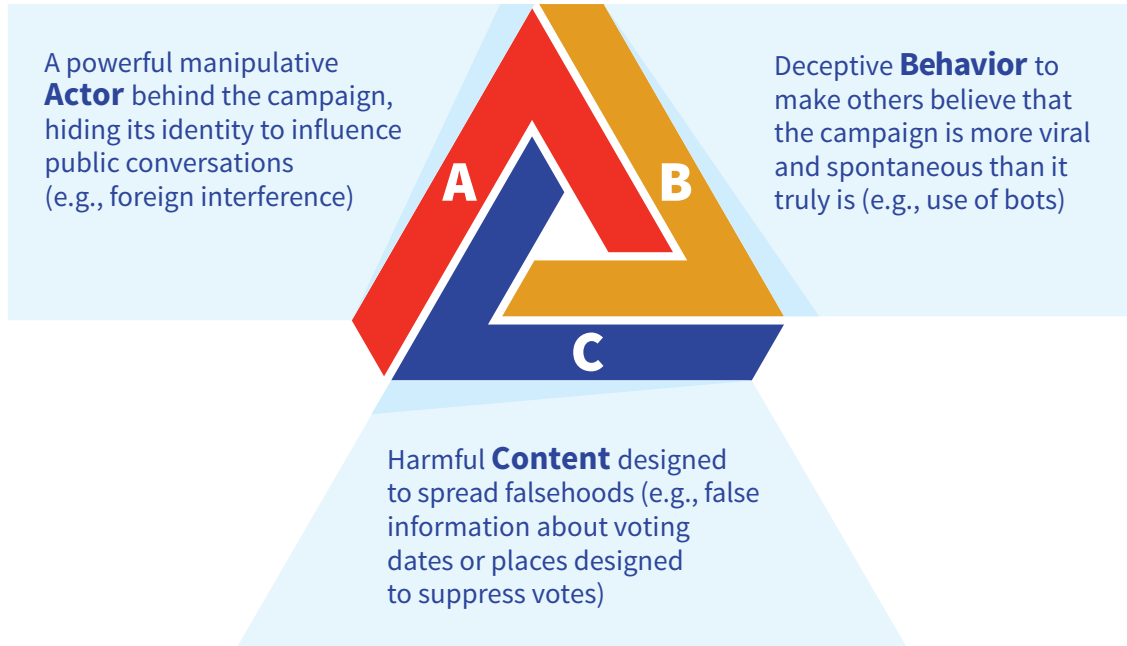 A powerful manipulative
Actor behind the campaign,
hiding its identity to influence
public conversations
(e.g., foreign interference)
Deceptive Behavior to
make others believe that
the campaign is more viral
and spontaneous than it
truly is (e.g., use of bots)
A
B
C
Harmful Content designed
to spread falsehoods (e.g., false
information about voting
dates or places designed
to suppress votes)